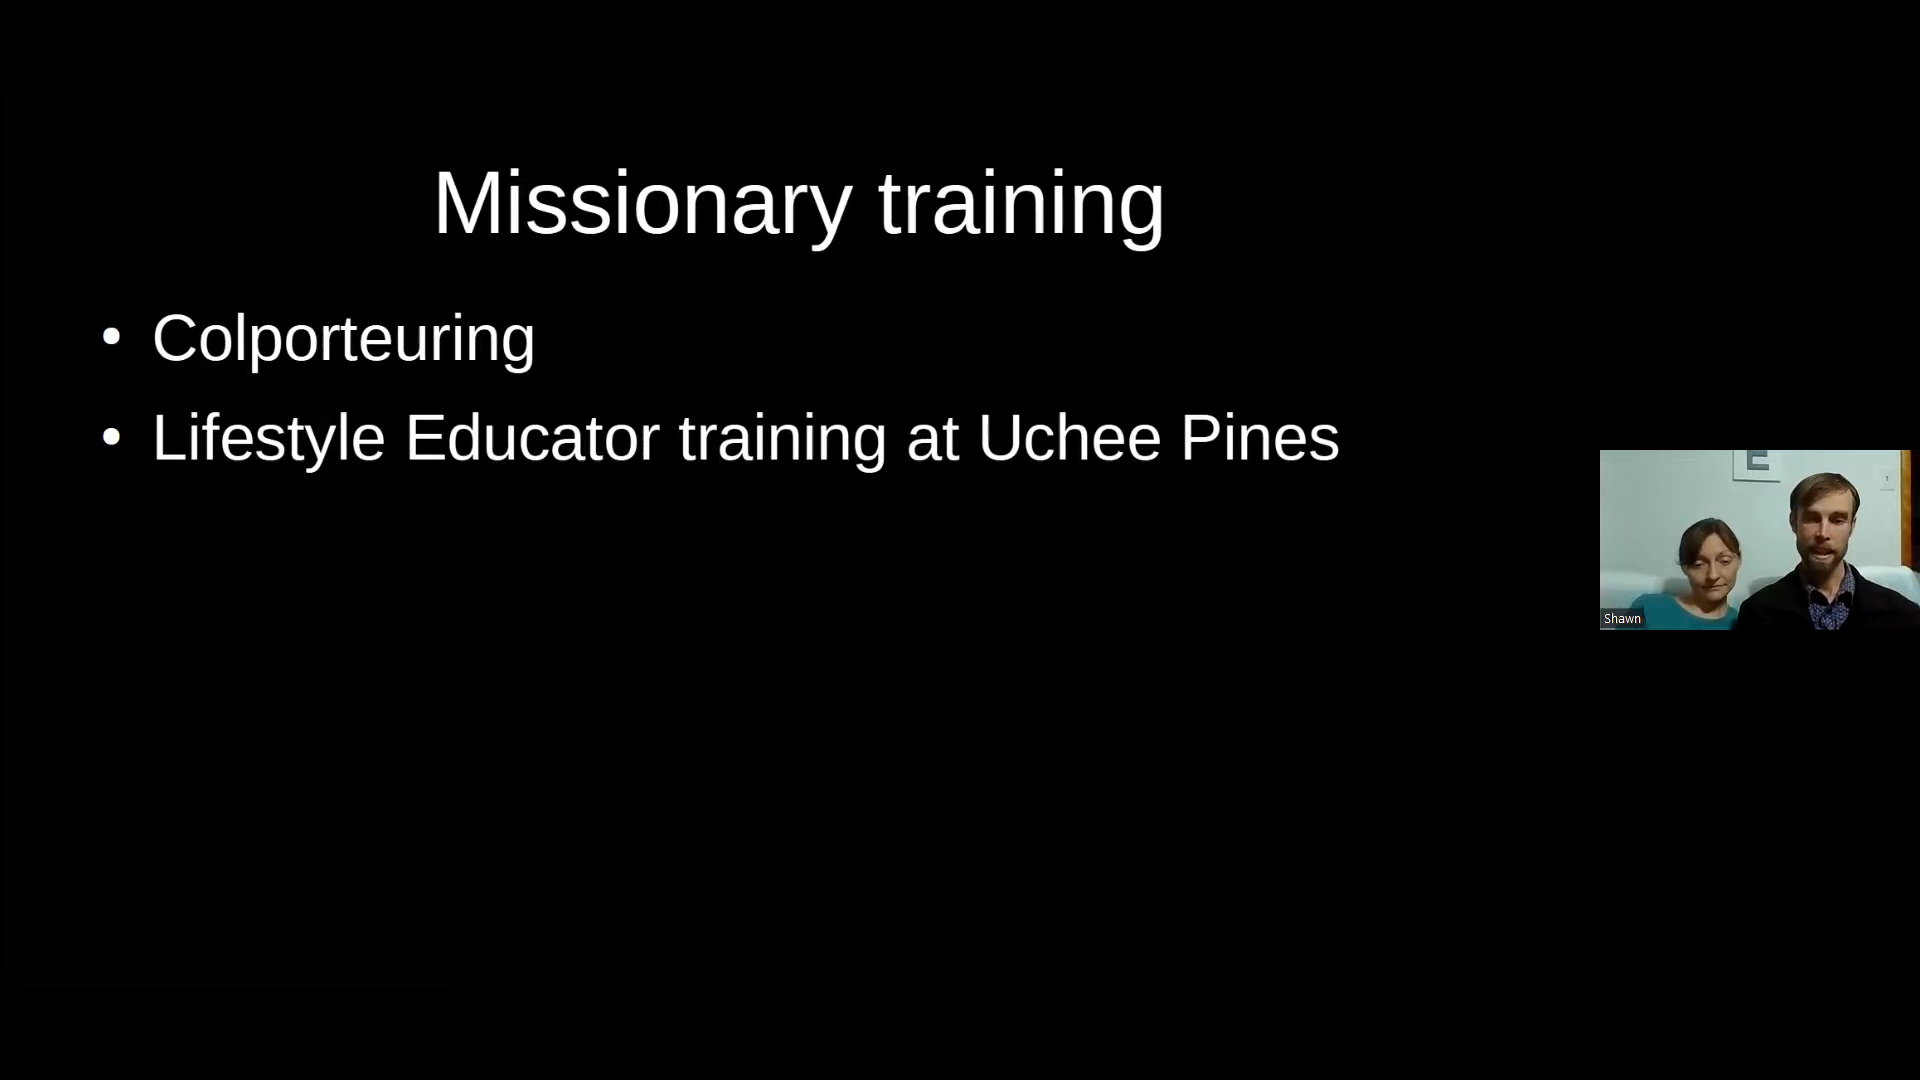 Missionary training
• Colporteuring
• Lifestyle Educator training at Uchee Pines
E
Shawn